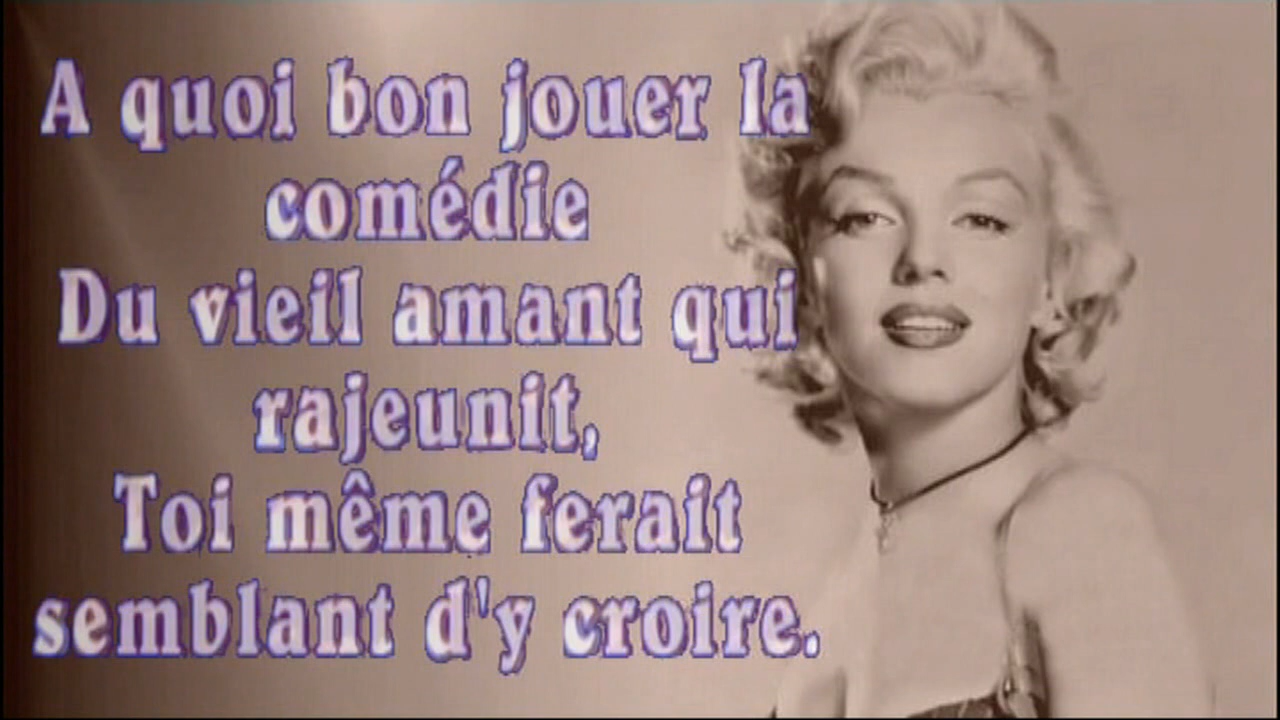 A quoi bon jouer la
comédie
Du vieil amant qui
rajeunit,
Toi même ferait
semblant d'y croire.